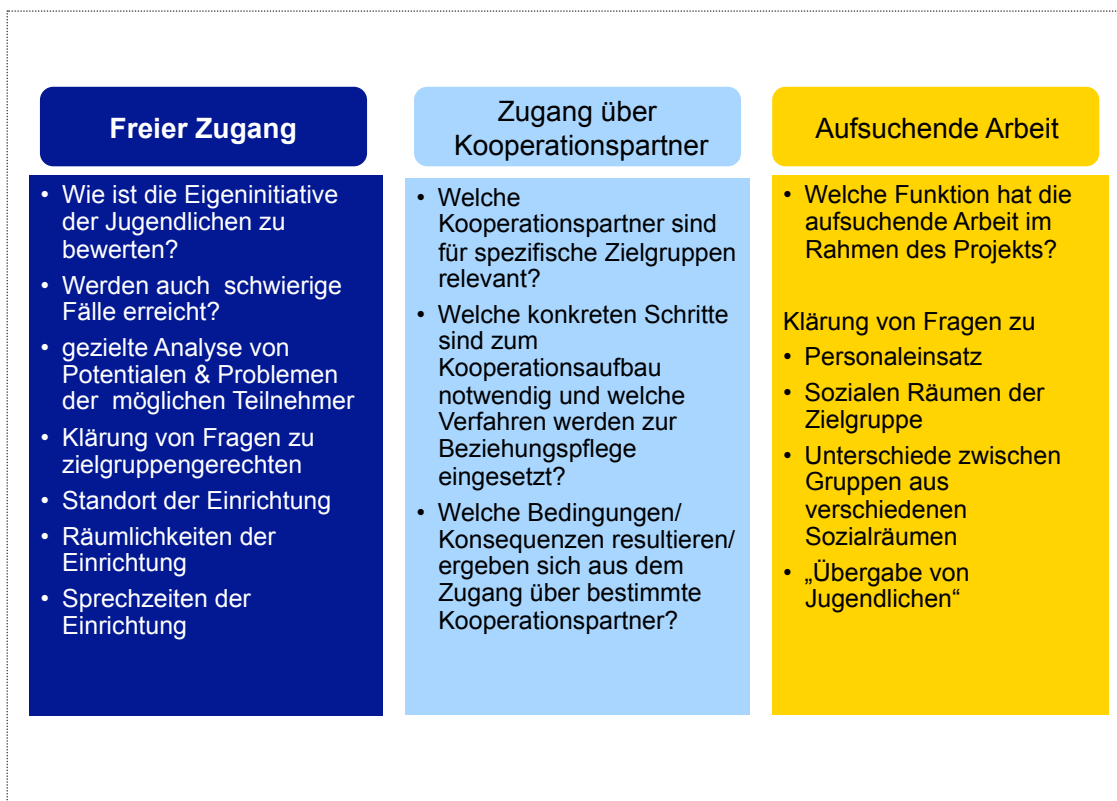 Freier Zugang
• Wie ist die Eigeninitiative
der Jugendlichen zu
bewerten?
• Werden auch  schwierige
Fälle erreicht?
• gezielte Analyse von
Potentialen & Problemen
der  möglichen Teilnehmer
• Klärung von Fragen zu
zielgruppengerechten
• Standort der Einrichtung
• Räumlichkeiten der
Einrichtung
• Sprechzeiten der
Einrichtung
Zugang über
Kooperationspartner
• Welche
Kooperationspartner sind
für spezifische Zielgruppen
relevant?
• Welche konkreten Schritte
sind zum
Kooperationsaufbau
notwendig und welche
Verfahren werden zur
Beziehungspflege
eingesetzt?
• Welche Bedingungen/
Konsequenzen resultieren/
ergeben sich aus dem
Zugang über bestimmte
Kooperationspartner?
Aufsuchende Arbeit
• Welche Funktion hat die
aufsuchende Arbeit im
Rahmen des Projekts?
Klärung von Fragen zu
• Personaleinsatz
• Sozialen Räumen der
Zielgruppe
• Unterschiede zwischen
Gruppen aus
verschiedenen
Sozialräumen
• „Übergabe von
Jugendlichen“